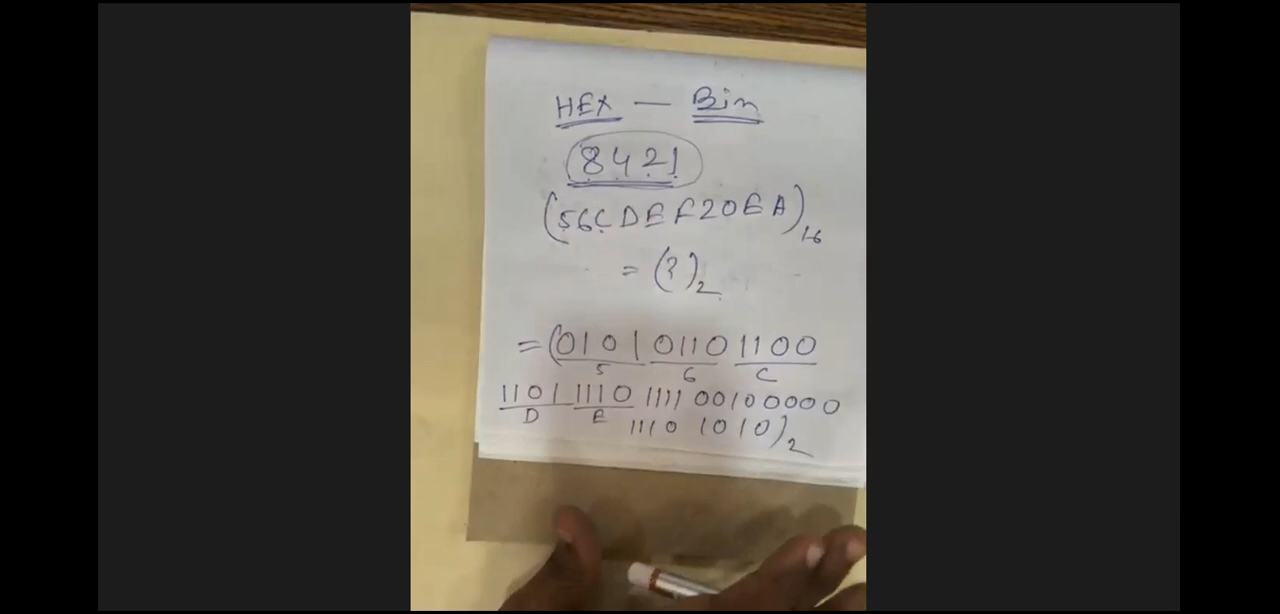 HEX — Bin
8421
(56CDEF20EA)16
= (?)2
= (0101 0110 1100
5 6 C
1101 1110 1111 00100000
D E
1110 1010)2